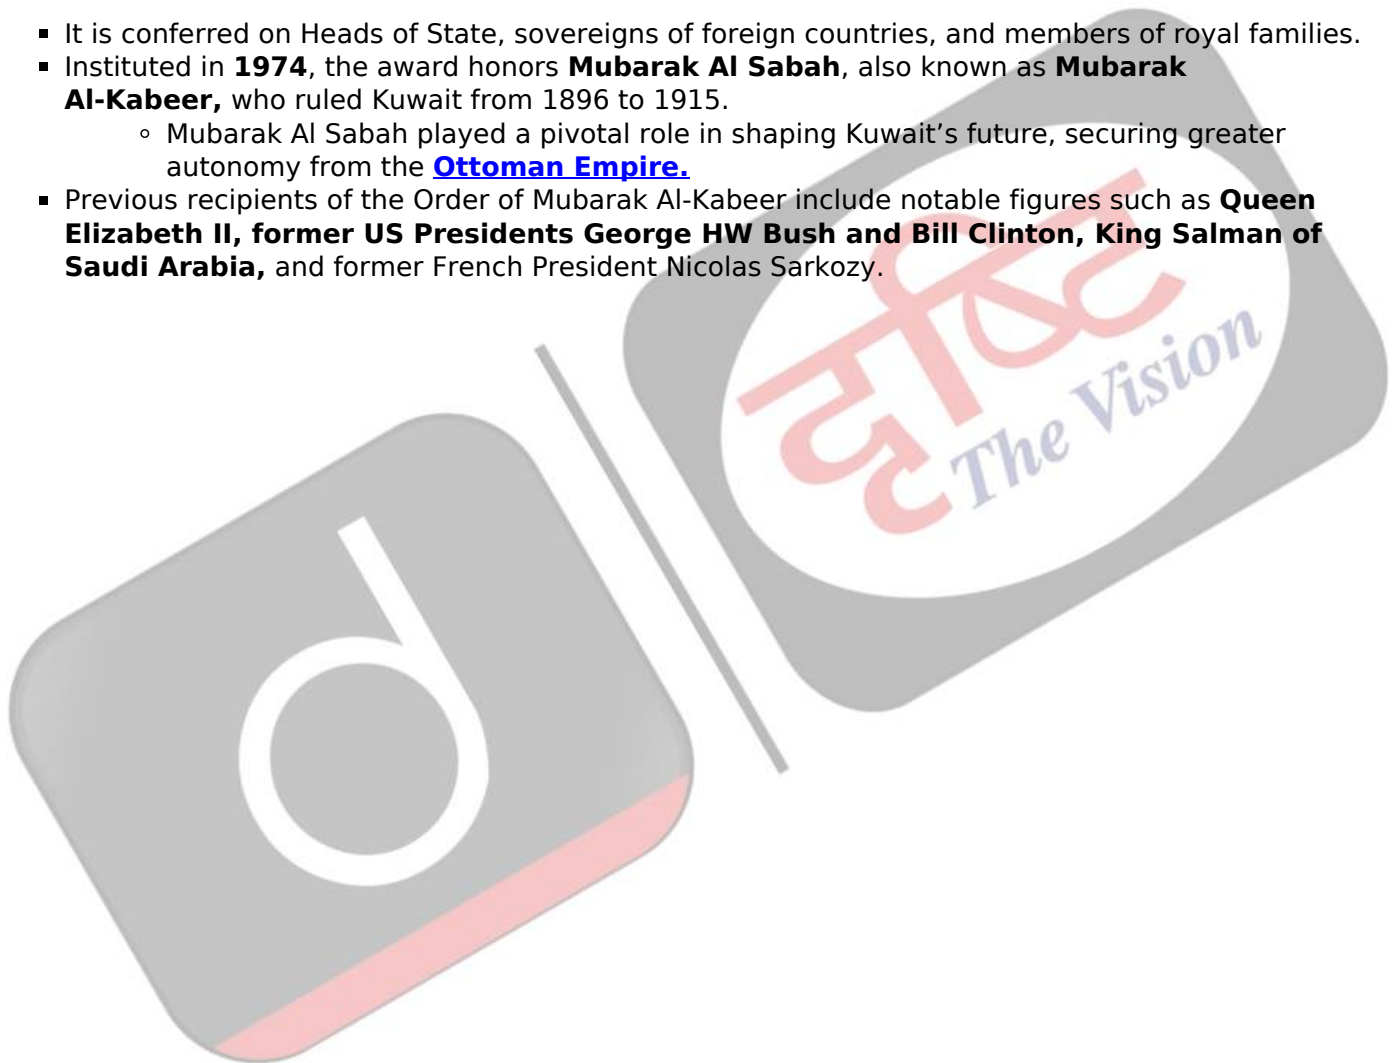 ▪ It is conferred on Heads of State, sovereigns of foreign countries, and members of royal families.
▪ Instituted in 1974, the award honors Mubarak Al Sabah, also known as Mubarak
Al-Kabeer, who ruled Kuwait from 1896 to 1915.
◦ Mubarak Al Sabah played a pivotal role in shaping Kuwait’s future, securing greater
autonomy from the Ottoman Empire.
▪ Previous recipients of the Order of Mubarak Al-Kabeer include notable figures such as Queen
Elizabeth II, former US Presidents George HW Bush and Bill Clinton, King Salman of
Saudi Arabia, and former French President Nicolas Sarkozy.
दृष्टि
The Vision
d